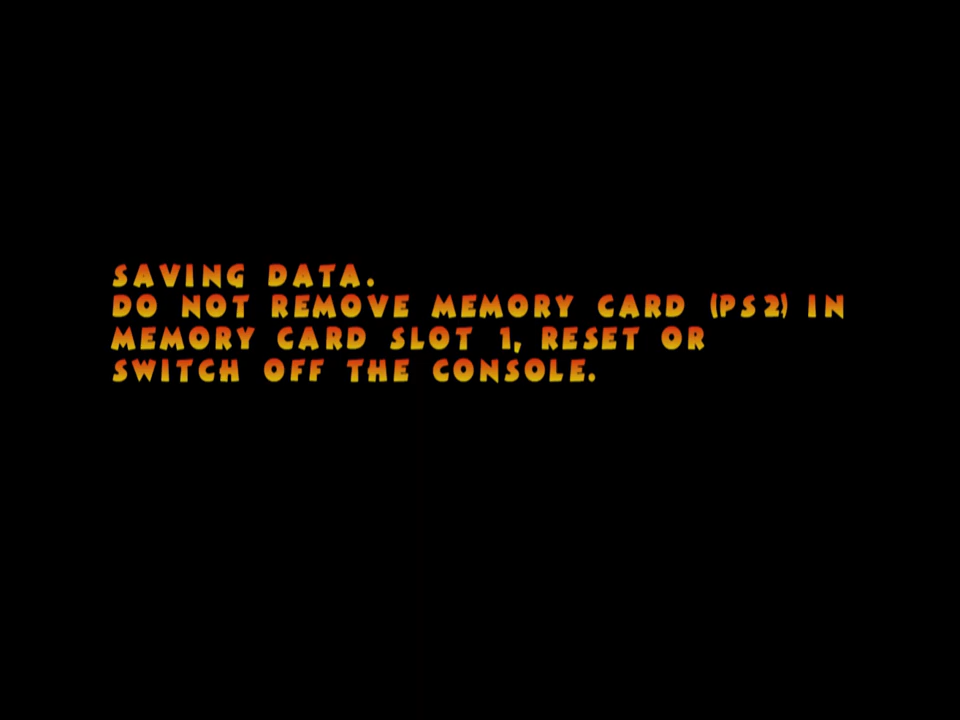 SAVING DATA.
DO NOT REMOVE MEMORY CARD (PS2) IN
MEMORY CARD SLOT 1, RESET OR
SWITCH OFF THE CONSOLE.